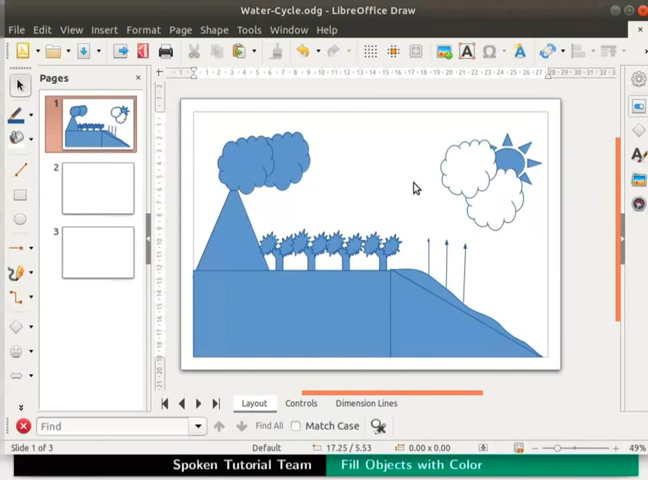 Water-Cycle.odg - LibreOffice Draw
File Edit View Insert Format Page Shape Tools Window Help
Pages
1
2
3
Layout Controls Dimension Lines
Find Find All Match Case
Slide 1 of 3 Default 17.25 / 5.53 0.00 x 0.00 49%
Spoken Tutorial Team Fill Objects with Color